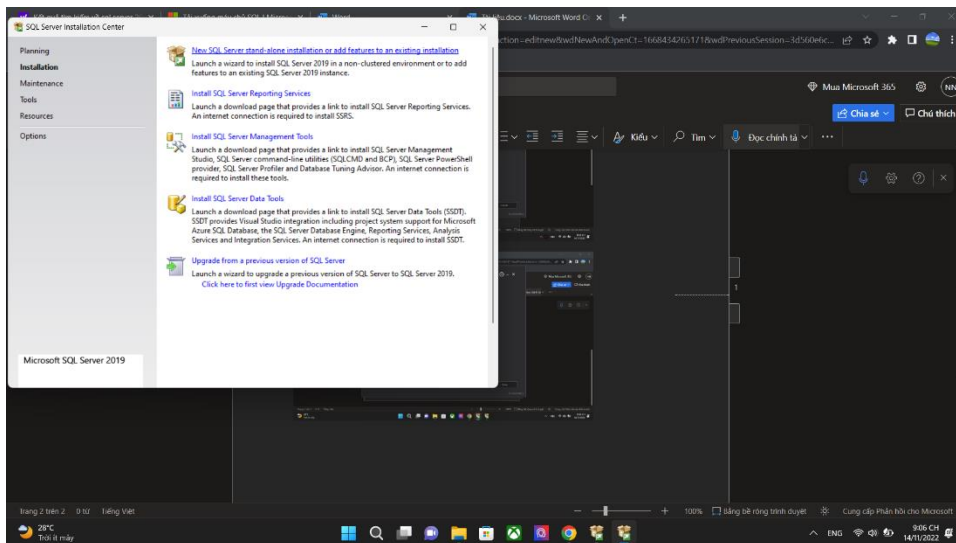 SQL Server Installation Center
Planning
Installation
Maintenance
Tools
Resources
Options
Microsoft SQL Server 2019
New SQL Server stand-alone installation or add features to an existing installation
Launch a wizard to install SQL Server 2019 in a non-clustered environment or to add
features to an existing SQL Server 2019 instance.
Install SQL Server Reporting Services
Launch a download page that provides a link to install SQL Server Reporting Services.
An internet connection is required to install SSRS.
Install SQL Server Management Tools
Launch a download page that provides a link to install SQL Server Management
Studio, SQL Server command-line utilities (SQLCMD and BCP), SQL Server PowerShell
provider, SQL Server Profiler and Database Tuning Advisor. An internet connection is
required to install these tools.
Install SQL Server Data Tools
Launch a download page that provides a link to install SQL Server Data Tools (SSDT).
SSDT provides Visual Studio integration including project system support for Microsoft
Azure SQL Database, the SQL Server Database Engine, Reporting Services, Analysis
Services and Integration Services. An internet connection is required to install SSDT.
Upgrade from a previous version of SQL Server
Launch a wizard to upgrade a previous version of SQL Server to SQL Server 2019.
Click here to first view Upgrade Documentation
liệu.docx - Microsoft Word
ction=editnew&wdNewAndOpenCt=1668434265171&wdPreviousSession=3d560e6c...
Mua Microsoft 365
NN
Chia sẻ
Chú thích
Kiểu
Tìm
Đọc chính tả
1
Trang 2 trên 2
0 từ
Tiếng Việt
100%
Bằng bề rộng trình duyệt
Cung cấp Phản hồi cho Microsoft
28°C
Trời ít mây
ENG
9:06 CH
14/11/2022